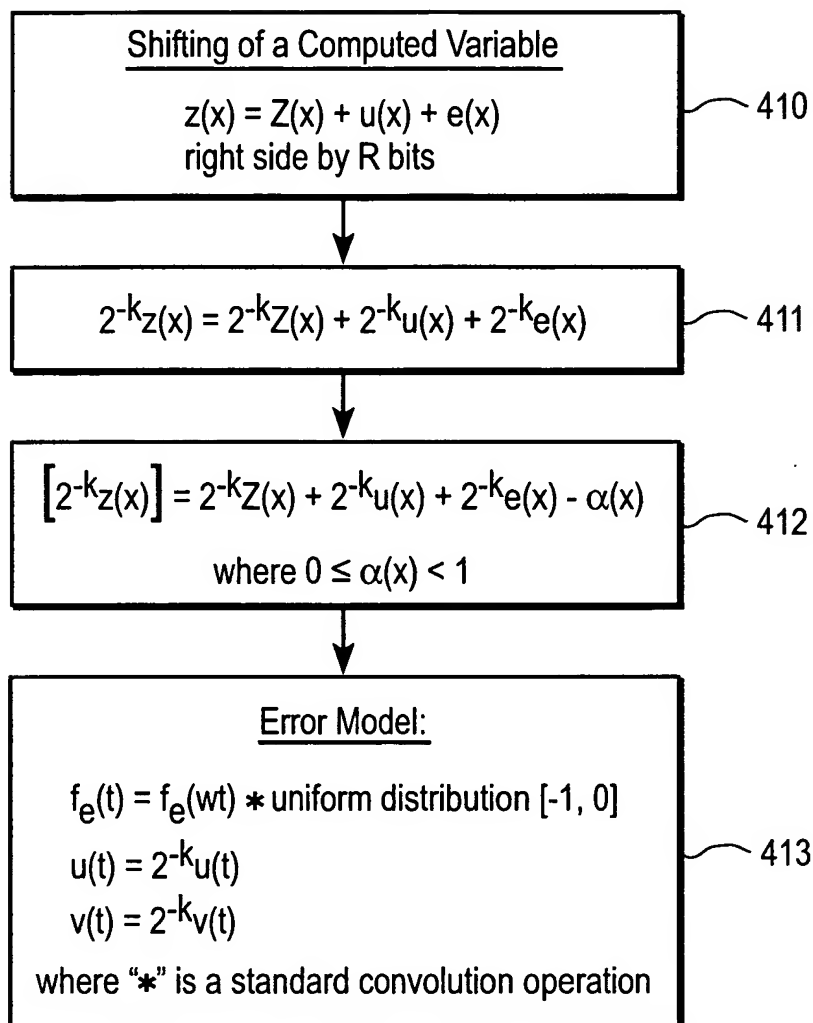 Shifting of a Computed Variable
z(x) = Z(x) + u(x) + e(x)
right side by R bits
410
2^-k z(x) = 2^-k Z(x) + 2^-k u(x) + 2^-k e(x)
411
[2^-k z(x)] = 2^-k Z(x) + 2^-k u(x) + 2^-k e(x) - α(x)
412
where 0 ≤ α(x) < 1
Error Model:
f_e(t) = f_e(wt) * uniform distribution [-1, 0]
u(t) = 2^-k u(t)
413
v(t) = 2^-k v(t)
where "*" is a standard convolution operation